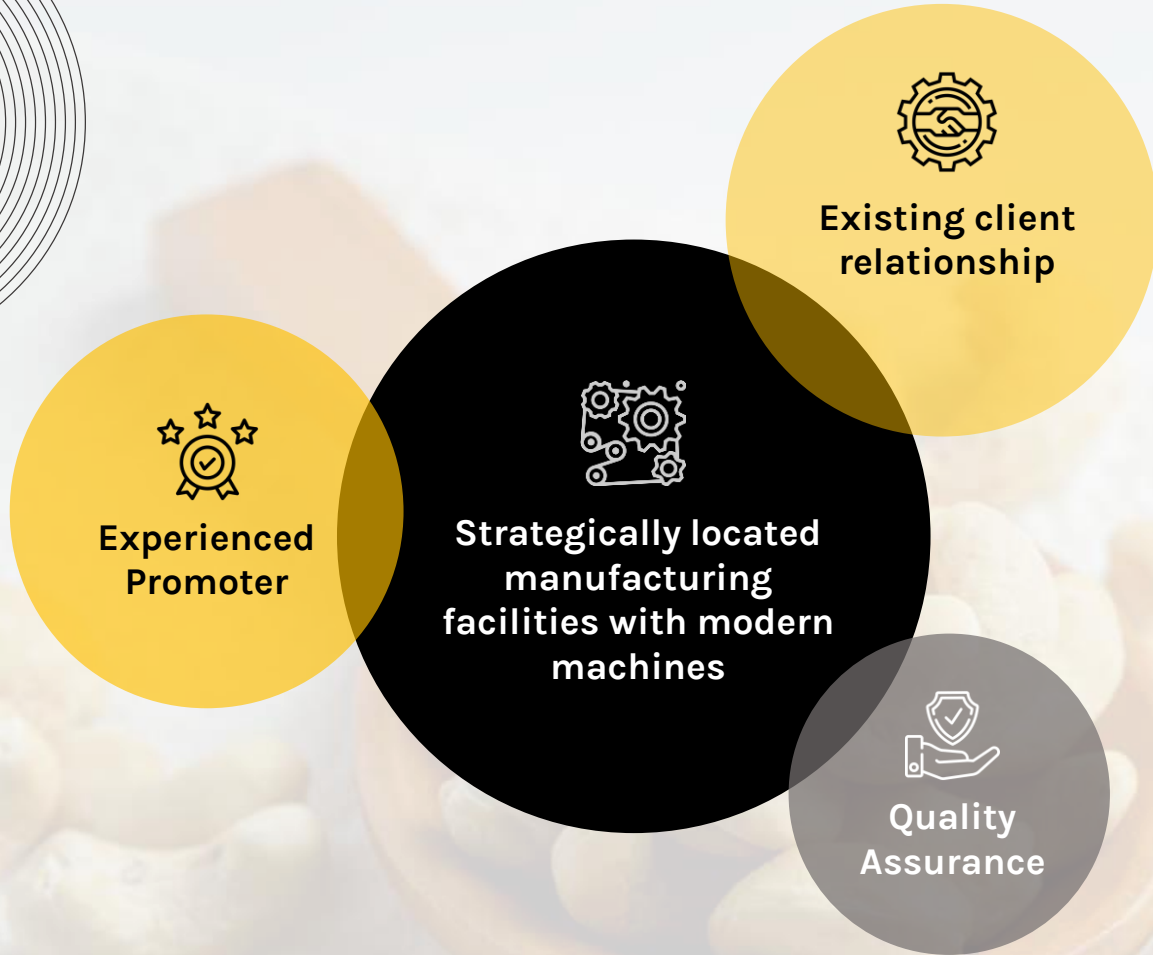 Existing client
relationship
Experienced
Promoter
Strategically located
manufacturing
facilities with modern
machines
Quality
Assurance